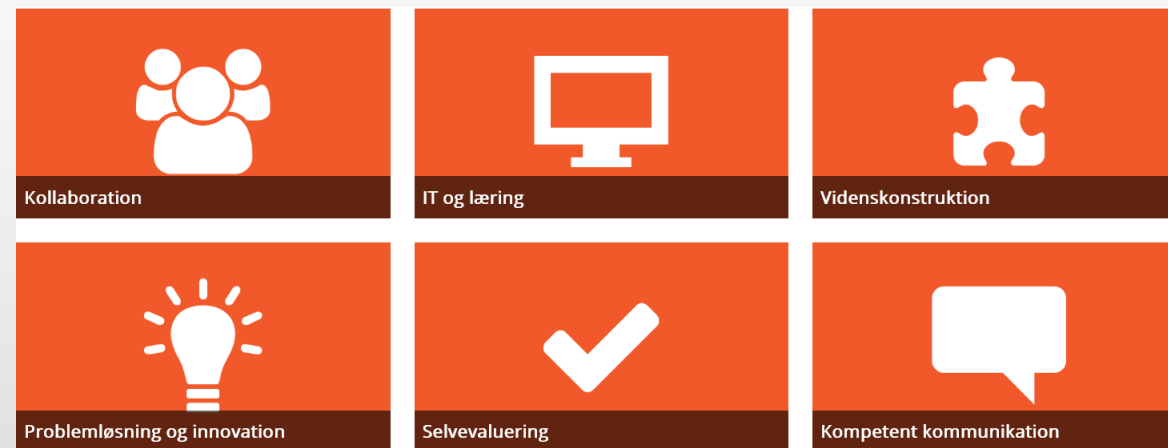 Kollaboration
IT og læring
Videnskonstruktion
Problemløsning og innovation
Selvevaluering
Kompetent kommunikation